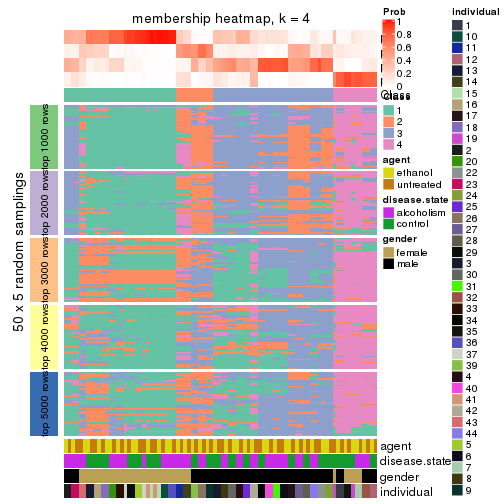 membership heatmap, k = 4
50 x 5 random samplings
top 1000 rows
top 2000 rows
top 3000 rows
top 4000 rows
top 5000 rows
Class
agent
disease.state
gender
individual
Prob
1
0.8
0.6
0.4
0.2
0
Class
1
2
3
4
agent
ethanol
untreated
disease.state
alcoholism
control
gender
female
black
individual
1
10
11
12
13
14
15
16
17
18
19
2
20
22
23
24
25
26
27
28
29
3
30
31
32
33
34
35
36
37
39
4
40
41
42
43
44
5
6
7
8
9